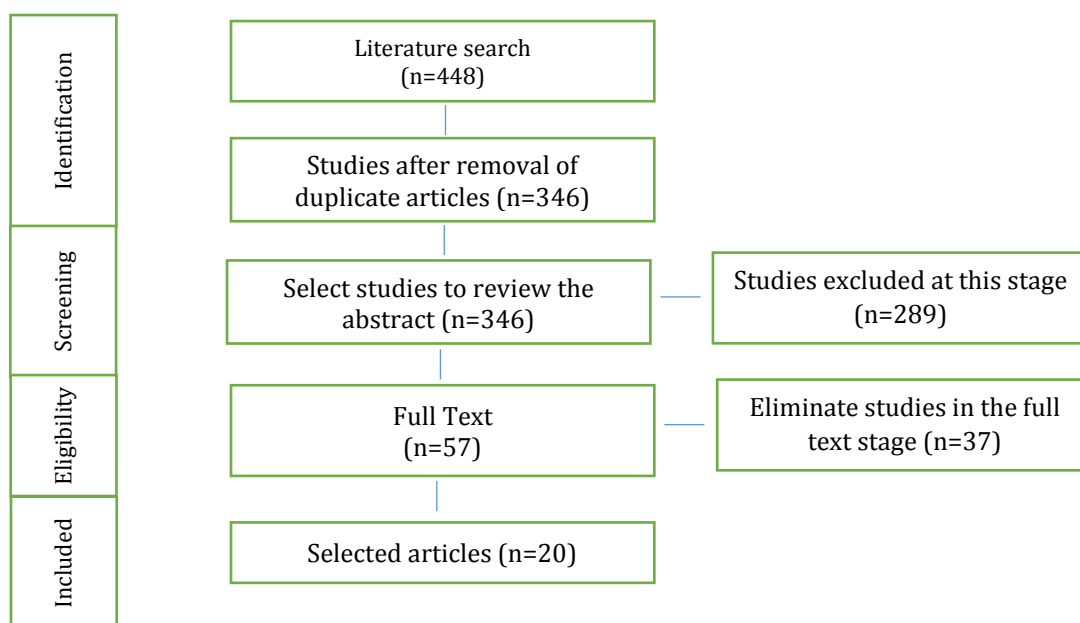 Identification
Literature search
(n=448)
Studies after removal of
duplicate articles (n=346)
Screening
Select studies to review the
abstract (n=346)
Studies excluded at this stage
(n=289)
Eligibility
Full Text
(n=57)
Eliminate studies in the full
text stage (n=37)
Included
Selected articles (n=20)